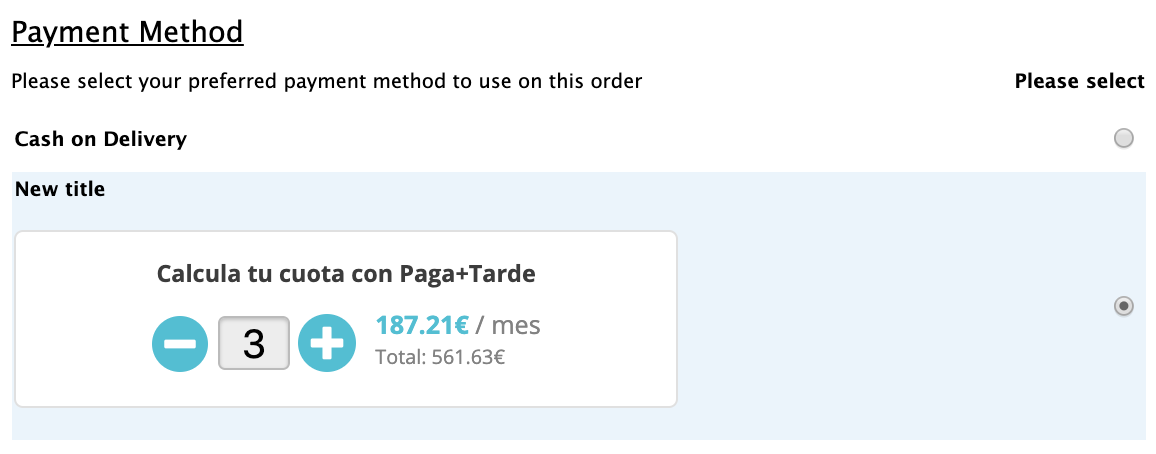 Payment Method
Please select your preferred payment method to use on this order Please select
Cash on Delivery
New title
Calcula tu cuota con Paga+Tarde
3
187.21€ / mes
Total: 561.63€